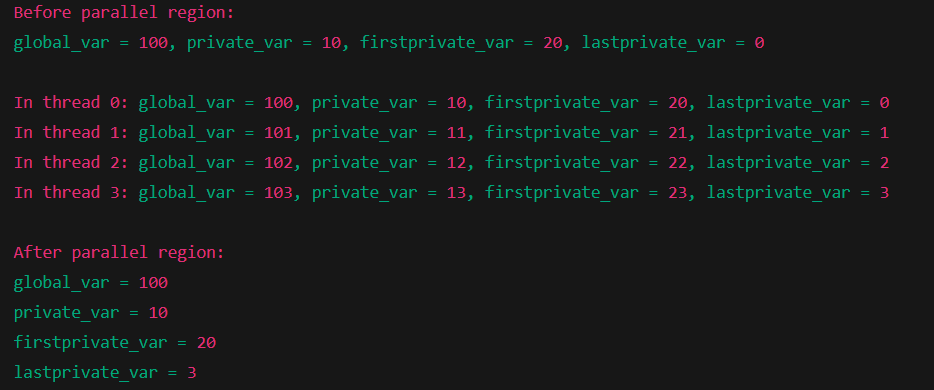 Before parallel region:
global_var = 100, private_var = 10, firstprivate_var = 20, lastprivate_var = 0
In thread 0: global_var = 100, private_var = 10, firstprivate_var = 20, lastprivate_var = 0
In thread 1: global_var = 101, private_var = 11, firstprivate_var = 21, lastprivate_var = 1
In thread 2: global_var = 102, private_var = 12, firstprivate_var = 22, lastprivate_var = 2
In thread 3: global_var = 103, private_var = 13, firstprivate_var = 23, lastprivate_var = 3
After parallel region:
global_var = 100
private_var = 10
firstprivate_var = 20
lastprivate_var = 3